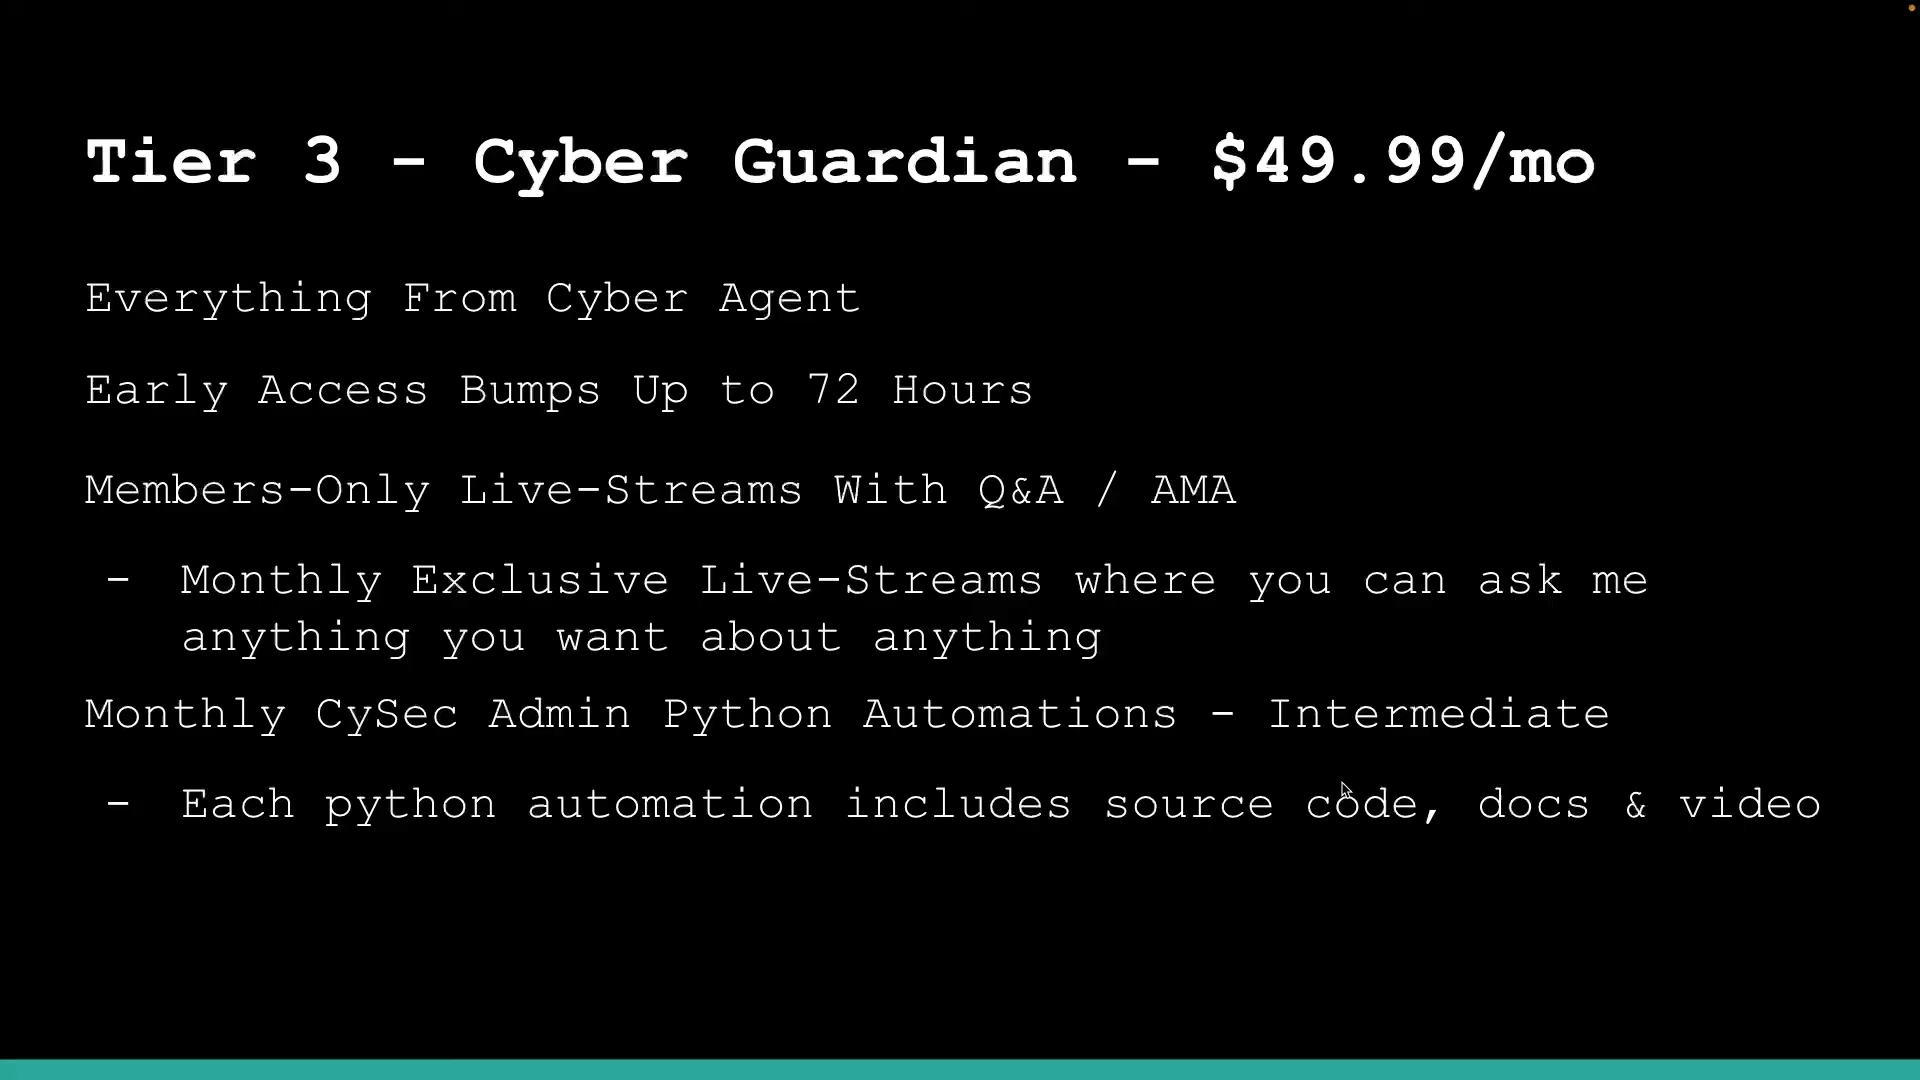 Tier 3 - Cyber Guardian - $49.99/mo
Everything From Cyber Agent
Early Access Bumps Up to 72 Hours
Members-Only Live-Streams With Q&A / AMA
- Monthly Exclusive Live-Streams where you can ask me
anything you want about anything
Monthly CySec Admin Python Automations - Intermediate
- Each python automation includes source code, docs & video